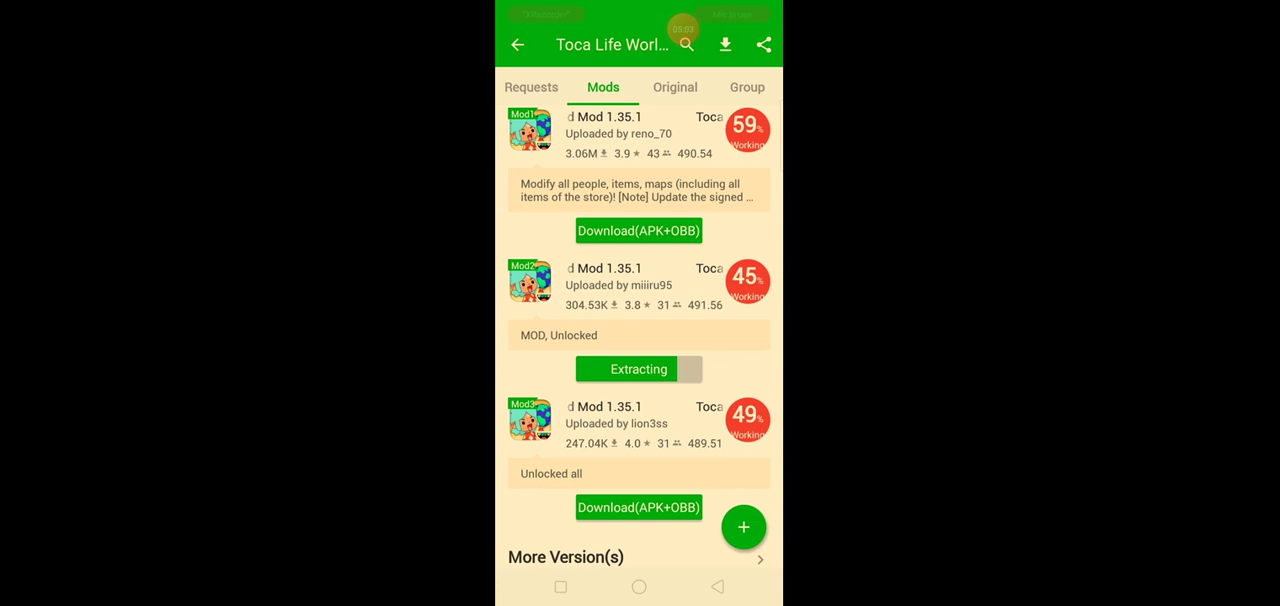 05:03
Toca Life Worl...
Requests Mods Original Group
Mod1
d Mod 1.35.1 Toca
Uploaded by reno_70
3.06M 3.9 43 490.54
59%
Working
Modify all people, items, maps (including all
items of the store)! [Note] Update the signed ...
Download(APK+OBB)
Mod2
d Mod 1.35.1 Toca
Uploaded by miiiru95
304.53K 3.8 31 491.56
45%
Working
MOD, Unlocked
Extracting
Mod3
d Mod 1.35.1 Toca
Uploaded by lion3ss
247.04K 4.0 31 489.51
49%
Working
Unlocked all
Download(APK+OBB)
More Version(s)